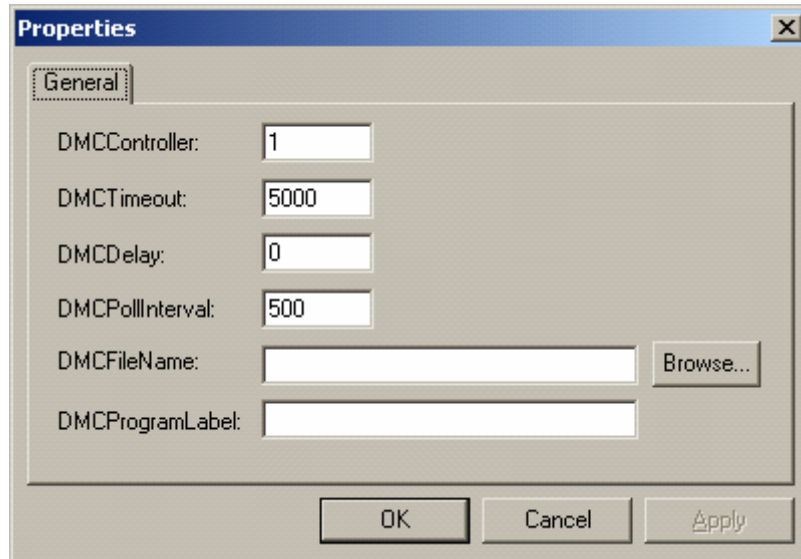 Properties
General
DMCController: 1
DMCTimeout: 5000
DMCDelay: 0
DMCPollInterval: 500
DMCFileName: Browse...
DMCProgramLabel:
OK Cancel Apply